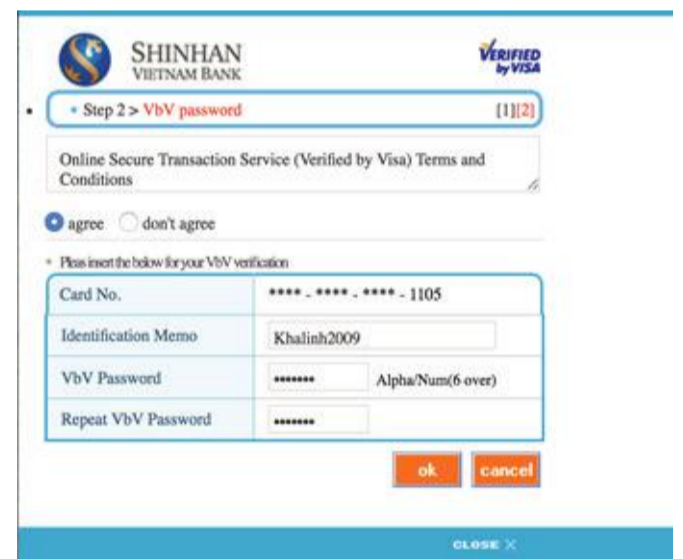 SHINHAN
VIETNAM BANK
VERIFIED
by VISA
Step 2 > VbV password [1][2]
Online Secure Transaction Service (Verified by Visa) Terms and
Conditions
agree don't agree
Pleas insert the below for your VbV verification
Card No. **** - **** - **** - 1105
Identification Memo Khalinh2009
VbV Password ••••••• Alpha/Num(6 over)
Repeat VbV Password •••••••
ok cancel
CLOSE X